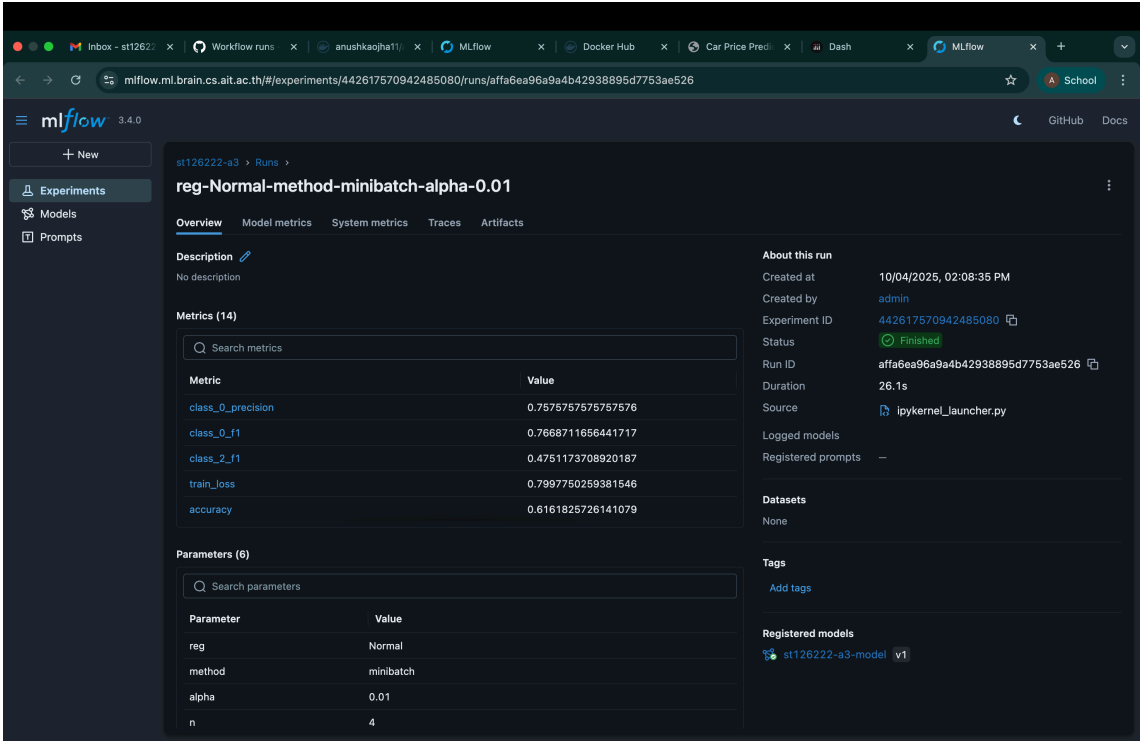 Inbox - st12622
Workflow runs
anushkaojha11/
MLflow
Docker Hub
Car Price Predi
Dash
MLflow
mlflow.ml.brain.cs.ait.ac.th/#/experiments/442617570942485080/runs/affa6ea96a9a4b42938895d7753ae526
A School
mlflow 3.4.0
GitHub Docs
+ New
Experiments
Models
Prompts
st126222-a3 > Runs >
reg-Normal-method-minibatch-alpha-0.01
Overview Model metrics System metrics Traces Artifacts
Description
No description
Metrics (14)
Search metrics
Metric Value
class_0_precision 0.7575757575757576
class_0_f1 0.7668711656441717
class_2_f1 0.4751173708920187
train_loss 0.7997750259381546
accuracy 0.6161825726141079
Parameters (6)
Search parameters
Parameter Value
reg Normal
method minibatch
alpha 0.01
n 4
About this run
Created at 10/04/2025, 02:08:35 PM
Created by admin
Experiment ID 442617570942485080
Status Finished
Run ID affa6ea96a9a4b42938895d7753ae526
Duration 26.1s
Source ipykernel_launcher.py
Logged models
Registered prompts —
Datasets
None
Tags
Add tags
Registered models
st126222-a3-model v1